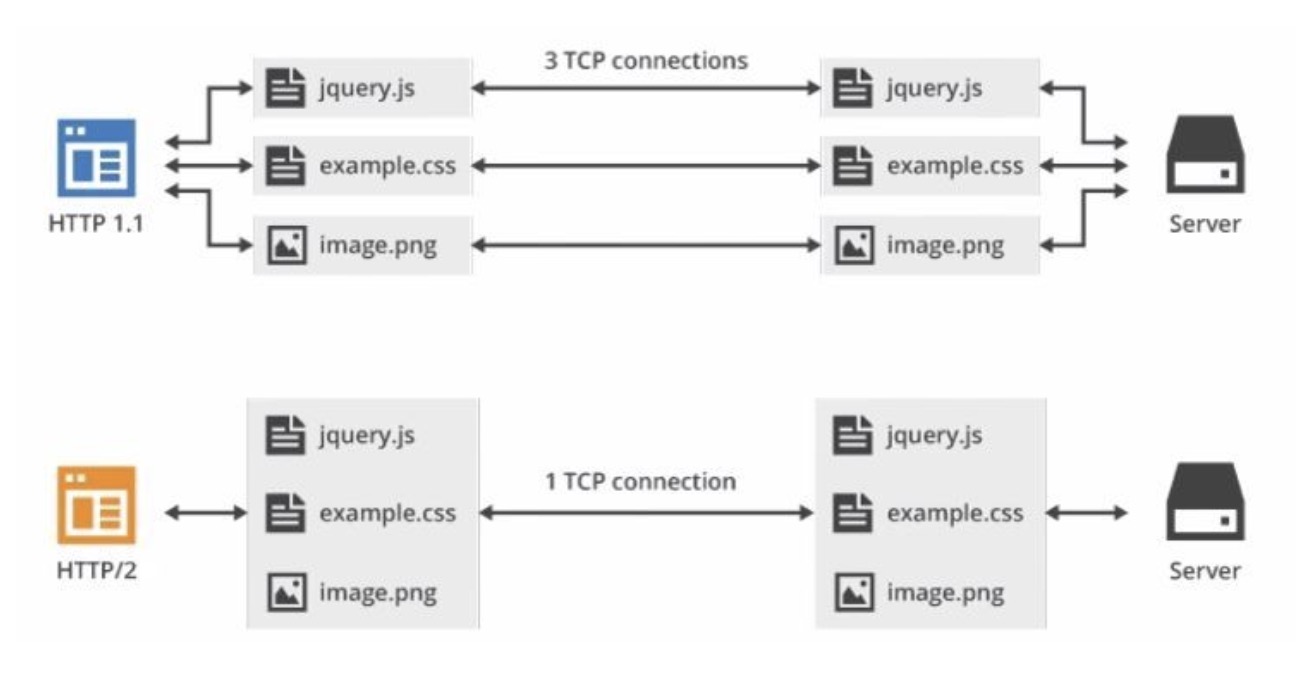 3 TCP connections
jquery.js jquery.js
example.css example.css
image.png image.png
HTTP 1.1 Server
jquery.js jquery.js
1 TCP connection
example.css example.css
HTTP/2 Server
image.png image.png